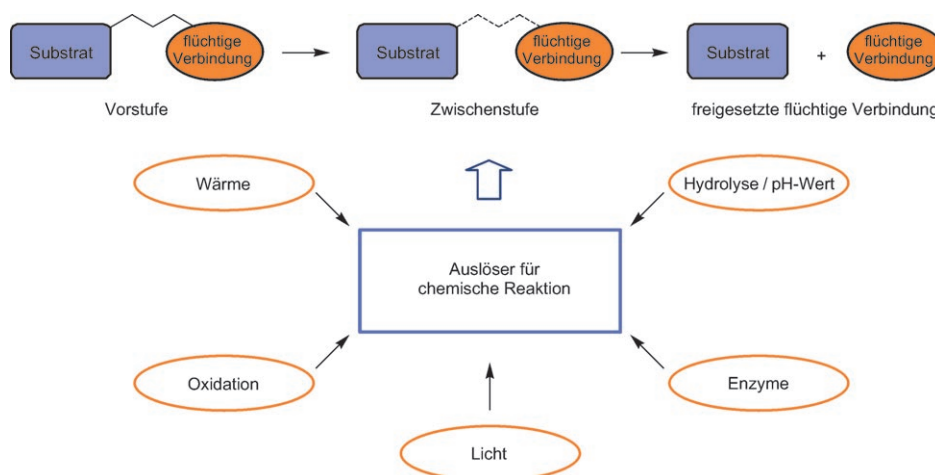 Substrat
flüchtige
Verbindung
Substrat
flüchtige
Verbindung
Substrat
+
flüchtige
Verbindung
Vorstufe
Zwischenstufe
freigesetzte flüchtige Verbindung
Wärme
Hydrolyse / pH-Wert
Auslöser für
chemische Reaktion
Oxidation
Enzyme
Licht